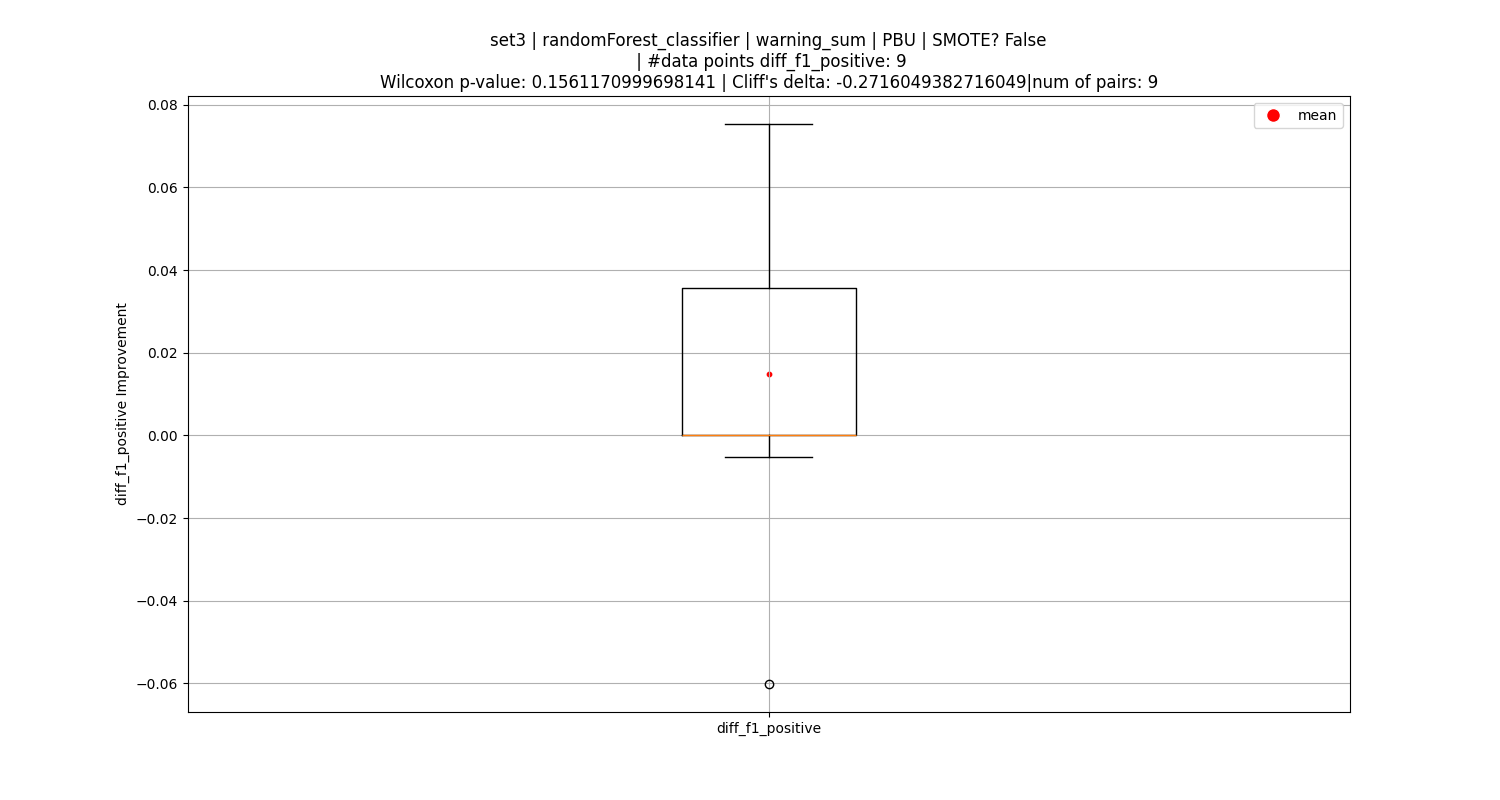 set3 | randomForest_classifier | warning_sum | PBU | SMOTE? False
| #data points diff_f1_positive: 9
Wilcoxon p-value: 0.1561170999698141 | Cliff's delta: -0.2716049382716049|num of pairs: 9
mean
0.08
0.06
0.04
0.02
0.00
−0.02
−0.04
−0.06
diff_f1_positive Improvement
diff_f1_positive